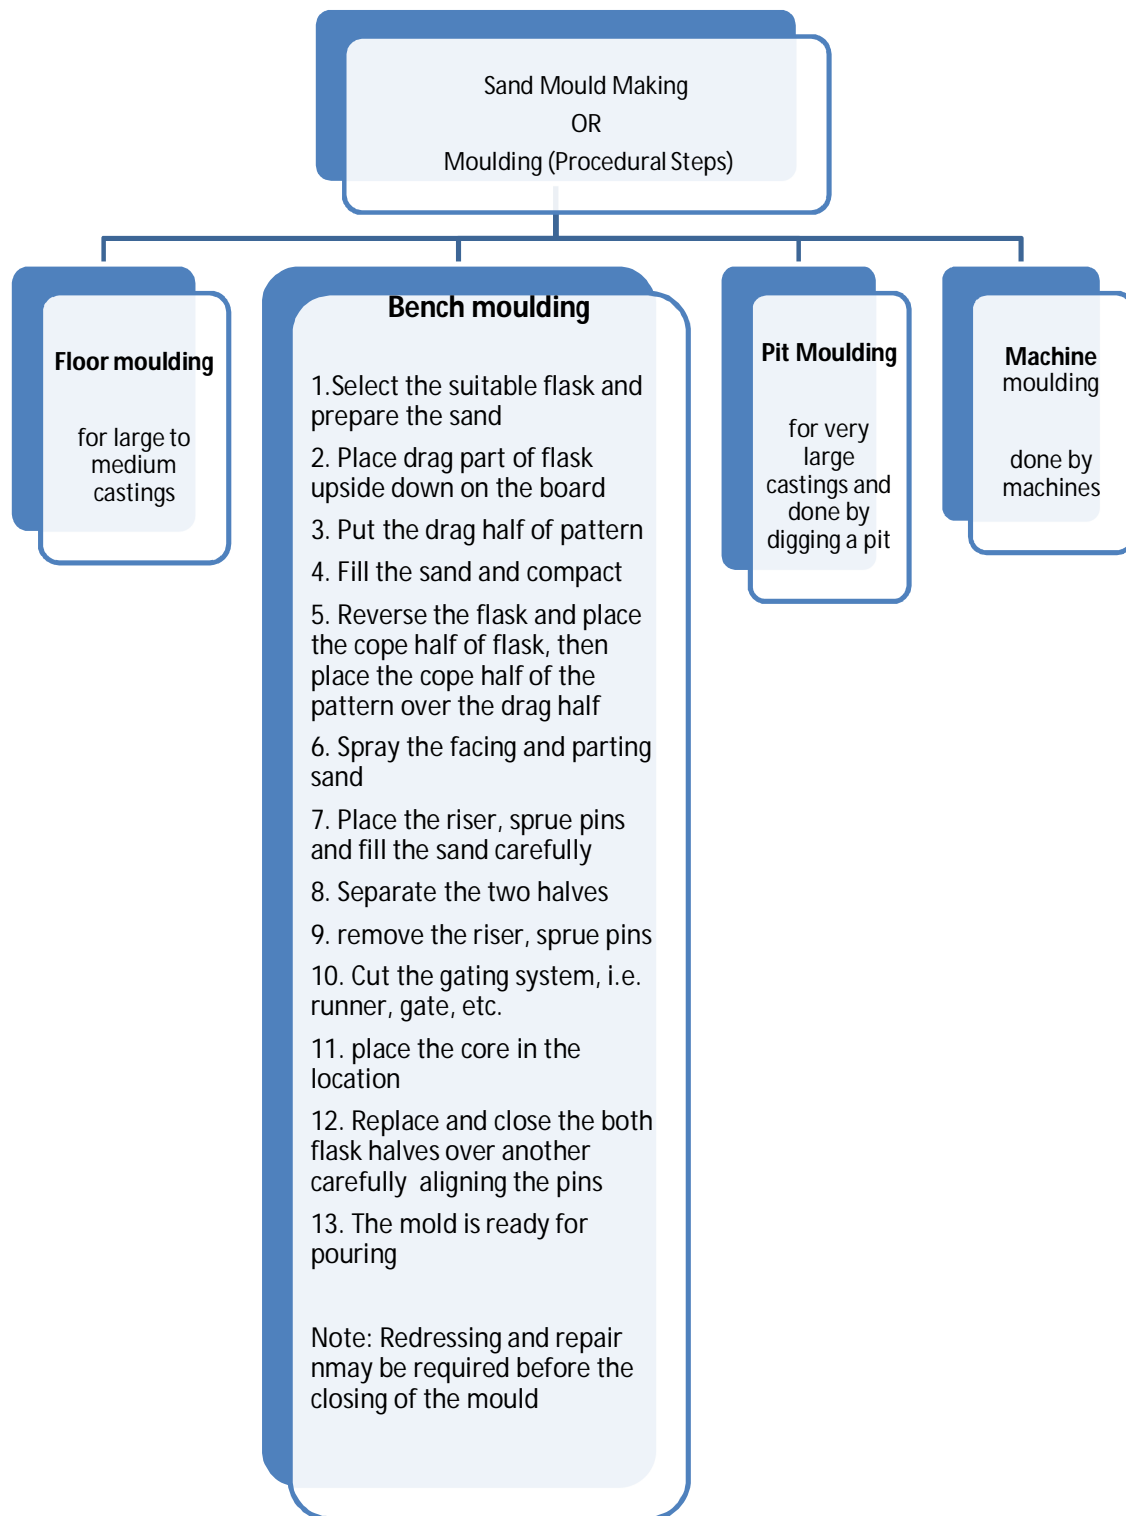 Sand Mould Making
OR
Moulding (Procedural Steps)
Floor moulding
for large to
medium
castings
Bench moulding
1.Select the suitable flask and
prepare the sand
2. Place drag part of flask
upside down on the board
3. Put the drag half of pattern
4. Fill the sand and compact
5. Reverse the flask and place
the cope half of flask, then
place the cope half of the
pattern over the drag half
6. Spray the facing and parting
sand
7. Place the riser, sprue pins
and fill the sand carefully
8. Separate the two halves
9. remove the riser, sprue pins
10. Cut the gating system, i.e.
runner, gate, etc.
11. place the core in the
location
12. Replace and close the both
flask halves over another
carefully aligning the pins
13. The mold is ready for
pouring
Note: Redressing and repair
nmay be required before the
closing of the mould
Pit Moulding
for very
large
castings and
done by
digging a pit
Machine
moulding
done by
machines